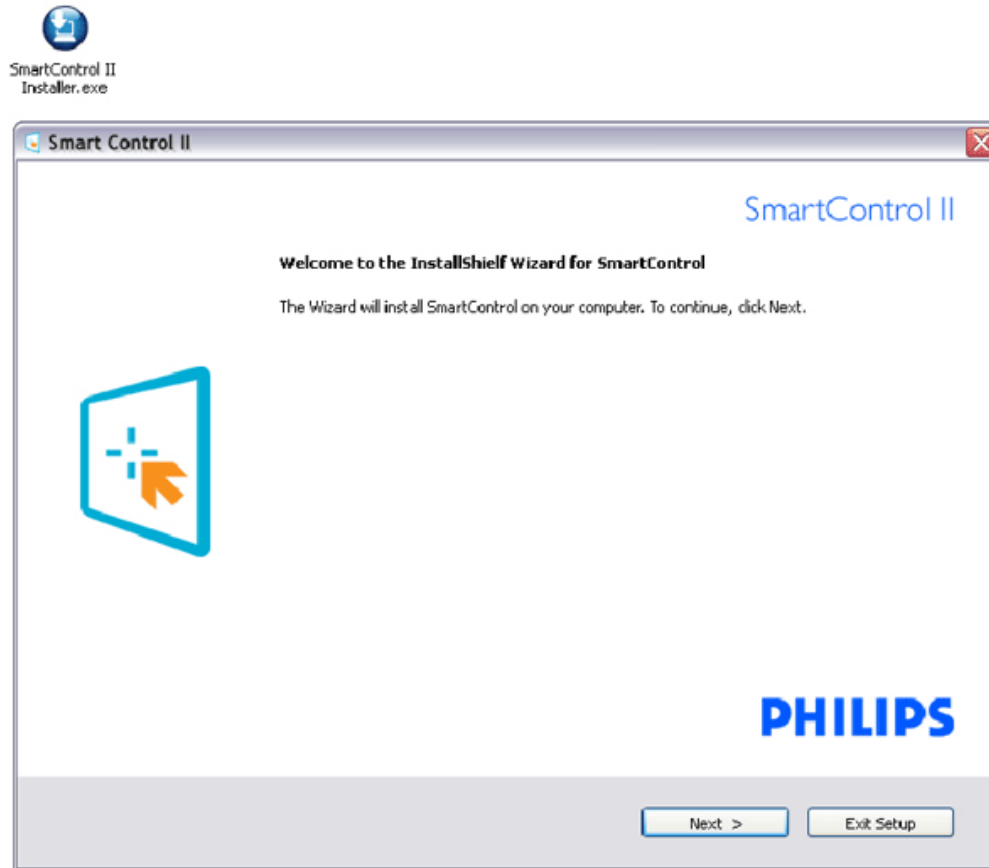 SmartControl II
Installer.exe
Smart Control II
SmartControl II
Welcome to the InstallShielf Wizard for SmartControl
The Wizard will install SmartControl on your computer. To continue, click Next.
PHILIPS
Next >
Exit Setup